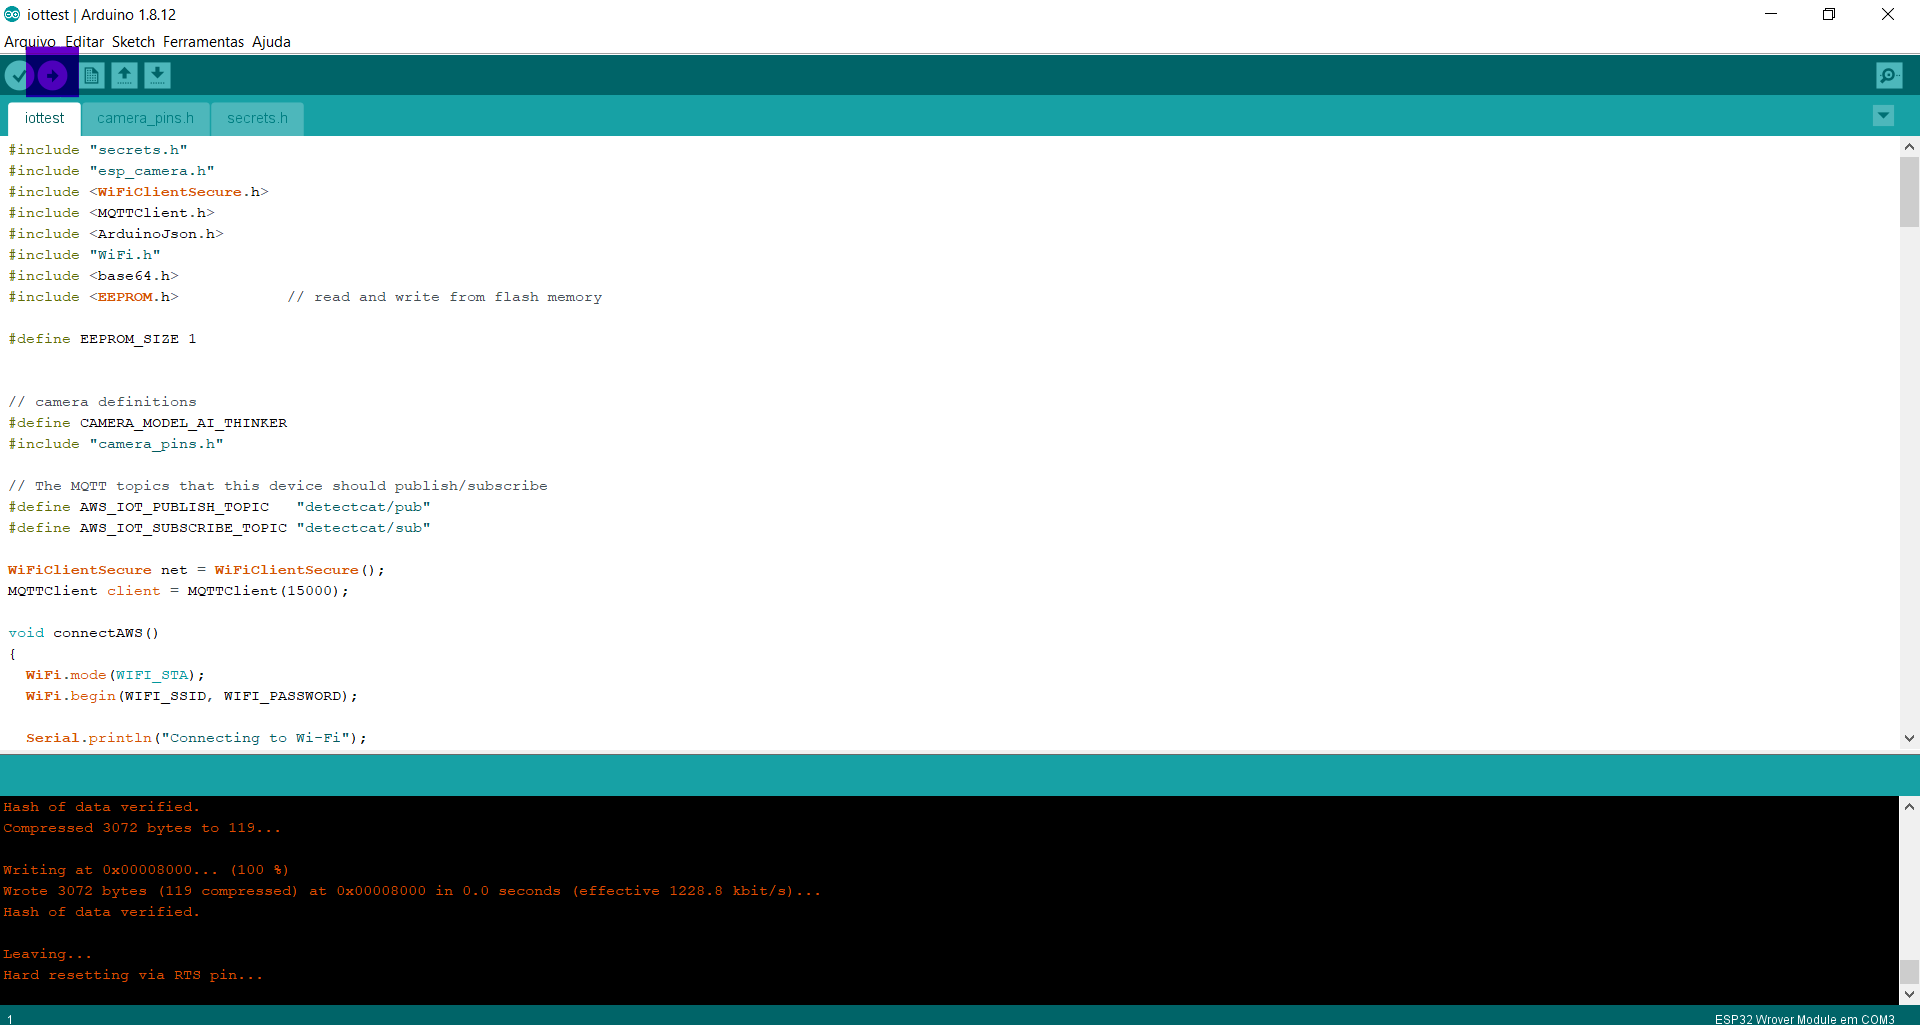 iottest | Arduino 1.8.12
Arquivo Editar Sketch Ferramentas Ajuda
iottest camera_pins.h secrets.h
#include "secrets.h"
#include "esp_camera.h"
#include <WiFiClientSecure.h>
#include <MQTTClient.h>
#include <ArduinoJson.h>
#include "WiFi.h"
#include <base64.h>
#include <EEPROM.h> // read and write from flash memory
#define EEPROM_SIZE 1
// camera definitions
#define CAMERA_MODEL_AI_THINKER
#include "camera_pins.h"
// The MQTT topics that this device should publish/subscribe
#define AWS_IOT_PUBLISH_TOPIC "detectcat/pub"
#define AWS_IOT_SUBSCRIBE_TOPIC "detectcat/sub"
WiFiClientSecure net = WiFiClientSecure();
MQTTClient client = MQTTClient(15000);
void connectAWS()
{
WiFi.mode(WIFI_STA);
WiFi.begin(WIFI_SSID, WIFI_PASSWORD);
Serial.println("Connecting to Wi-Fi");
Hash of data verified.
Compressed 3072 bytes to 119...
Writing at 0x00008000... (100 %)
Wrote 3072 bytes (119 compressed) at 0x00008000 in 0.0 seconds (effective 1228.8 kbit/s)...
Hash of data verified.
Leaving...
Hard resetting via RTS pin...
1 ESP32 Wrover Module em COM3